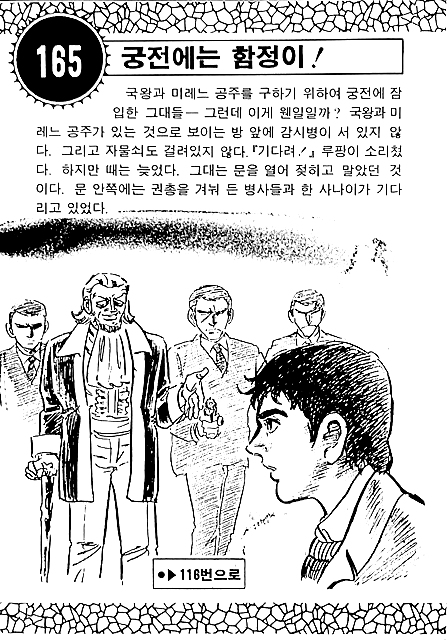 165
궁전에는 함정이!
국왕과 미레느 공주를 구하기 위하여 궁전에 잠
입한 그대들― 그런데 이게 웬일일까? 국왕과 미
레느 공주가 있는 것으로 보이는 방 앞에 감시병이 서 있지 않
다. 그리고 자물쇠도 걸려있지 않다.『기다려!』 루팡이 소리쳤
다. 하지만 때는 늦었다. 그대는 문을 열어 젖히고 말았던 것
이다. 문 안쪽에는 권총을 겨눠 든 병사들과 한 사나이가 기다
리고 있었다.
●▶116번으로